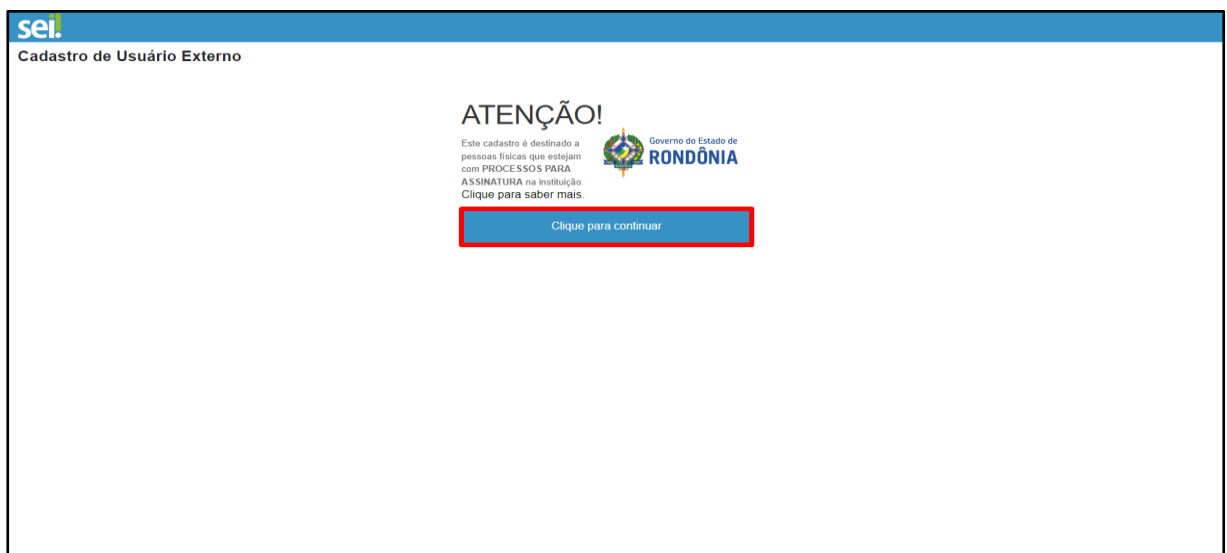 sei!
Cadastro de Usuário Externo
ATENÇÃO!
Este cadastro é destinado a
pessoas físicas que estejam
com PROCESSOS PARA
ASSINATURA na instituição.
Clique para saber mais.
Governo do Estado de
RONDÔNIA
Clique para continuar